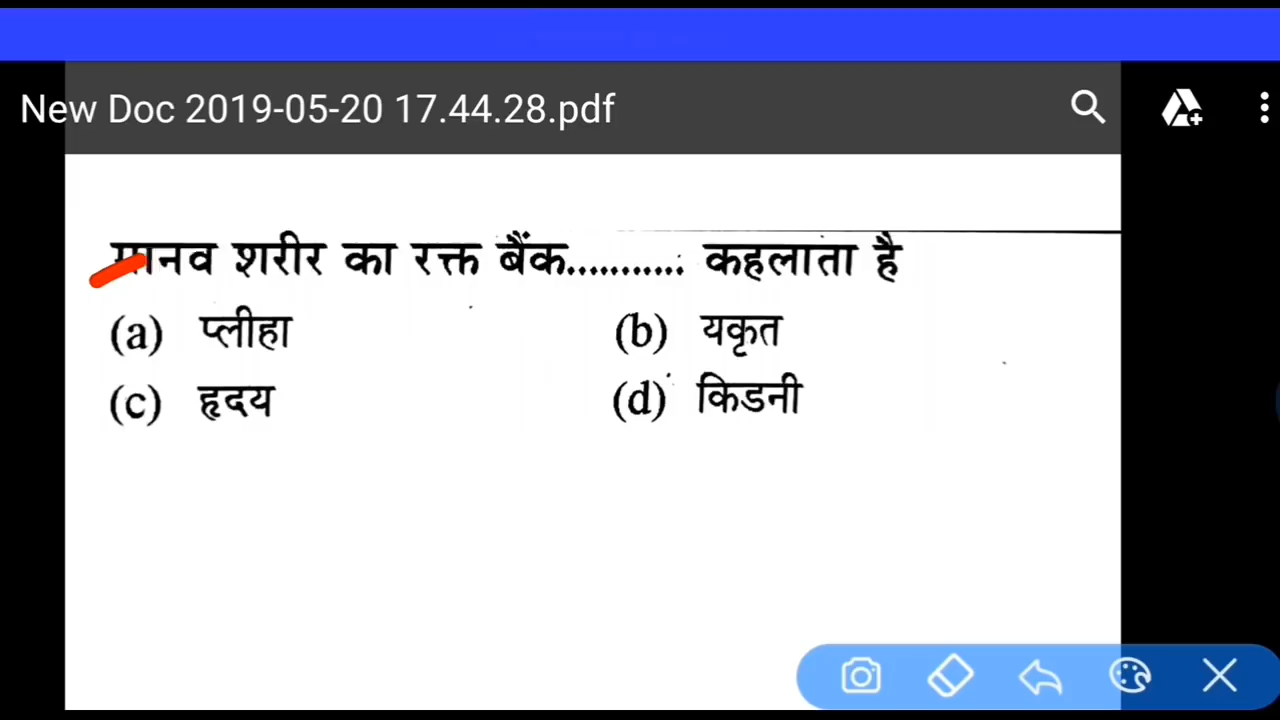 New Doc 2019-05-20 17.44.28.pdf
मानव शरीर का रक्त बैंक........... कहलाता है
(a) प्लीहा (b) यकृत
(c) हृदय (d) किडनी